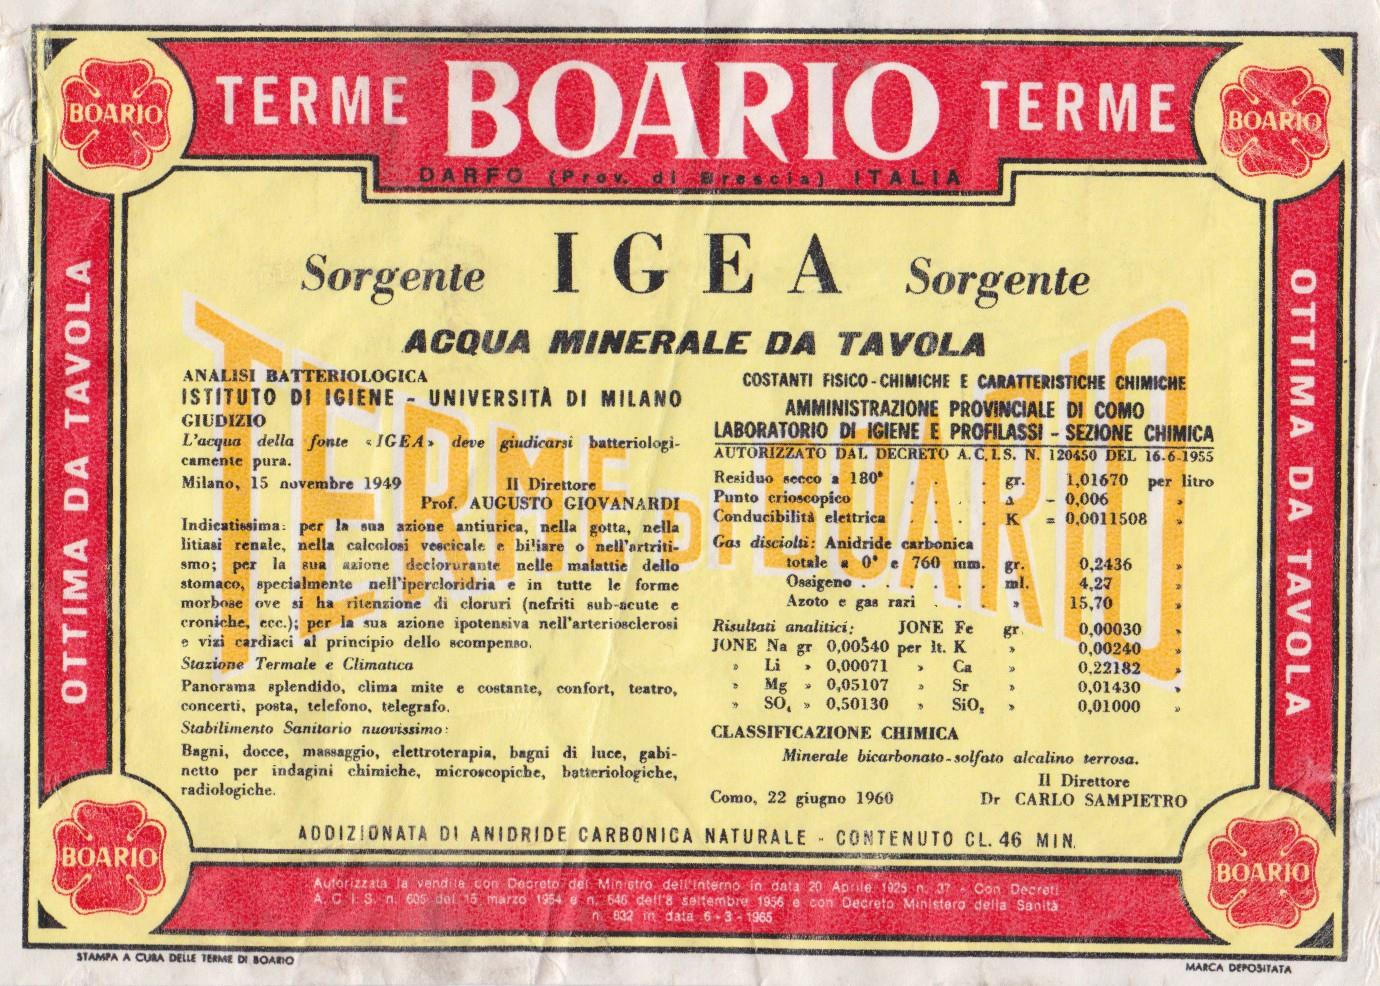 TERME BOARIO TERME
DARFO (Prov. di Brescia) ITALIA
BOARIO
BOARIO
OTTIMA DA TAVOLA
OTTIMA DA TAVOLA
Sorgente IGEA Sorgente
ACQUA MINERALE DA TAVOLA
TERME DI BOARIO
ANALISI BATTERIOLOGICA
ISTITUTO DI IGIENE - UNIVERSITÀ DI MILANO
GIUDIZIO
L'acqua della fonte «IGEA» deve giudicarsi batteriologi-
camente pura.
Milano, 15 novembre 1949 Il Direttore
Prof. AUGUSTO GIOVANARDI
Indicatissima: per la sua azione antiurica, nella gotta, nella
litiasi renale, nella calcolosi vescicale e biliare o nell'artriti-
smo; per la sua azione declorurante nelle malattie dello
stomaco, specialmente nell'ipercloridria e in tutte le forme
morbose ove si ha ritenzione di cloruri (nefriti sub-acute e
croniche, ecc.); per la sua azione ipotensiva nell'arteriosclerosi
e vizi cardiaci al principio dello scompenso.
Stazione Termale e Climatica
Panorama splendido, clima mite e costante, confort, teatro,
concerti, posta, telefono, telegrafo.
Stabilimento Sanitario nuovissimo:
Bagni, docce, massaggio, elettroterapia, bagni di luce, gabi-
netto per indagini chimiche, microscopiche, batteriologiche,
radiologiche.
COSTANTI FISICO-CHIMICHE E CARATTERISTICHE CHIMICHE
AMMINISTRAZIONE PROVINCIALE DI COMO
LABORATORIO DI IGIENE E PROFILASSI - SEZIONE CHIMICA
AUTORIZZATO DAL DECRETO A.C.I.S. N. 120450 DEL 16-6-1955
Residuo secco a 180° . . . . gr. 1,01670 per litro
Punto crioscopico . . . . Δ - 0,006 »
Conducibilità elettrica . . . . K = 0,0011508 »
Gas disciolti: Anidride carbonica
totale a 0° e 760 mm. gr. 0,2436 »
Ossigeno . . . . . ml. 4,27 »
Azoto e gas rari . . . » 15,70 »
Risultati analitici; JONE Fe gr. 0,00030 »
JONE Na gr 0,00540 per lt. K » 0,00240 »
» Li » 0,00071 » Ca » 0,22182 »
» Mg » 0,05107 » Sr » 0,01430 »
» SO₄ » 0,50130 » SiO₂ » 0,01000 »
CLASSIFICAZIONE CHIMICA
Minerale bicarbonato-solfato alcalino terrosa.
Il Direttore
Como, 22 giugno 1960 Dr CARLO SAMPIETRO
ADDIZIONATA DI ANIDRIDE CARBONICA NATURALE - CONTENUTO CL. 46 MIN.
BOARIO
BOARIO
Autorizzata la vendita con Decreto del Ministro dell'Interno in data 20 Aprile 1925 n. 37 - Con Decreti
A.C.I.S. n. 605 del 15 marzo 1954 e n. 646 dell'8 settembre 1956 e con Decreto Ministero della Sanità
n. 832 in data 6-3-1965
STAMPA A CURA DELLE TERME DI BOARIO
MARCA DEPOSITATA